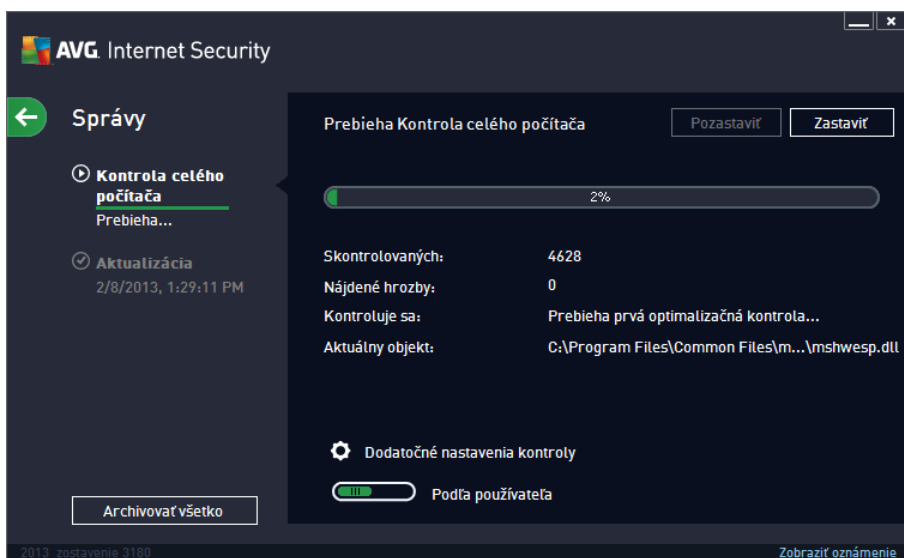 AVG. Internet Security
Správy
Kontrola celého
počítača
Prebieha...
Aktualizácia
2/8/2013, 1:29:11 PM
Archivovať všetko
Prebieha Kontrola celého počítača
Pozastaviť
Zastaviť
2%
Skontrolovaných: 4628
Nájdené hrozby: 0
Kontroluje sa: Prebieha prvá optimalizačná kontrola...
Aktuálny objekt: C:\Program Files\Common Files\m...\mshwesp.dll
Dodatočné nastavenia kontroly
Podľa používateľa
2013 zostavenie 3180
Zobraziť oznámenie